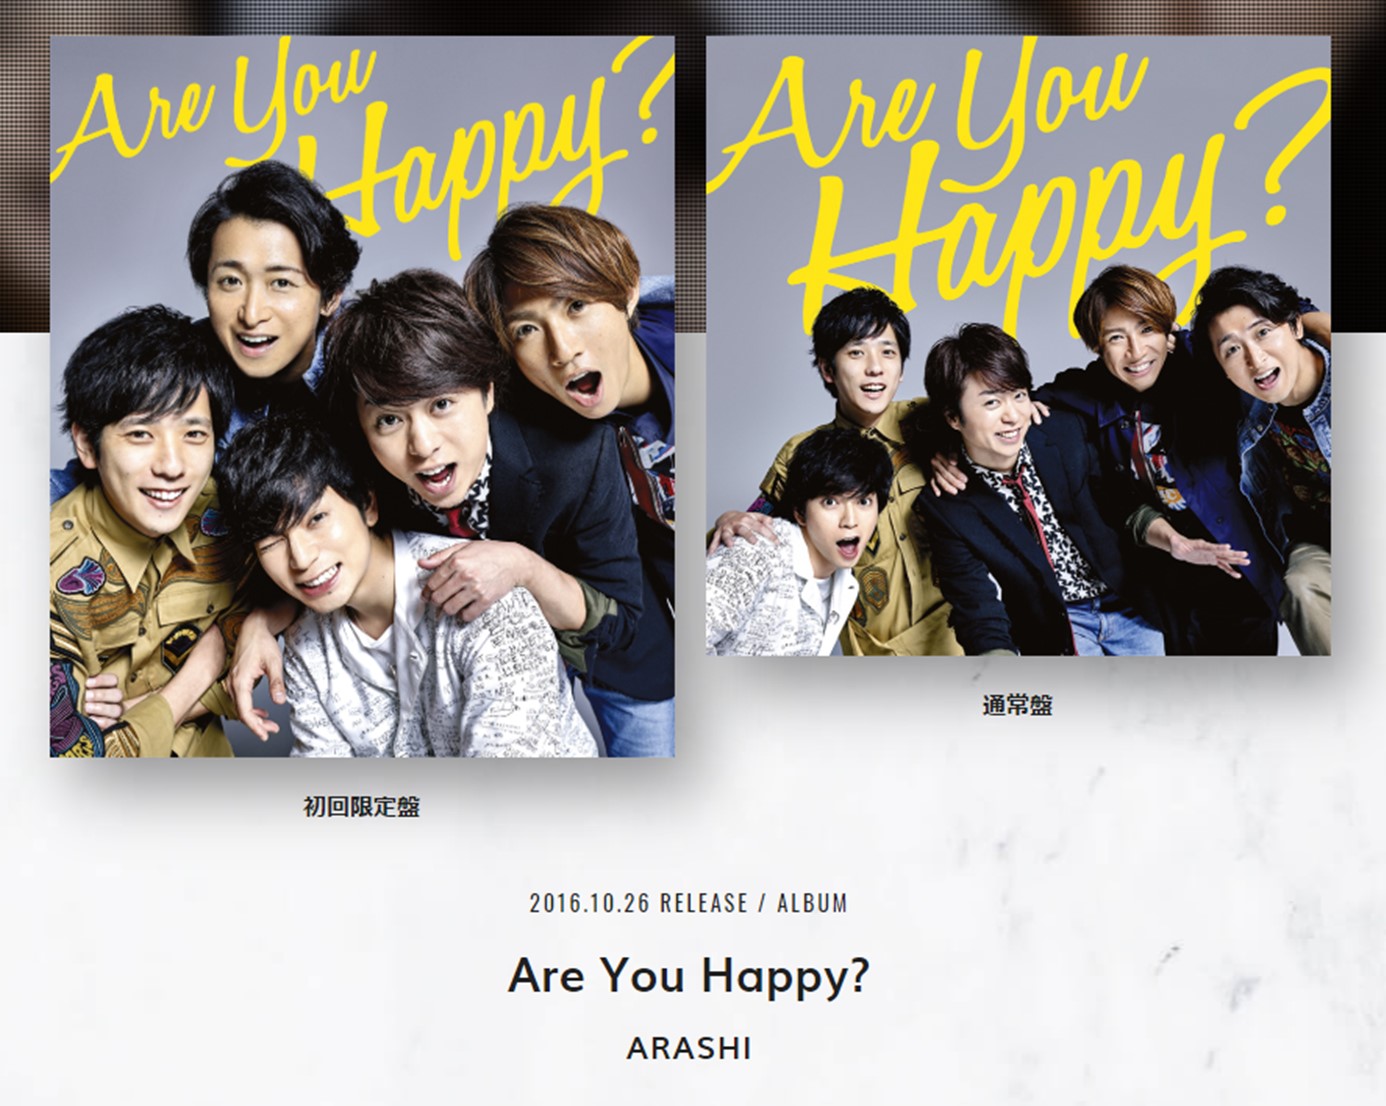 Are You
Happy?
Are You
Happy?
通常盤
初回限定盤
2016.10.26 RELEASE / ALBUM
Are You Happy?
ARASHI